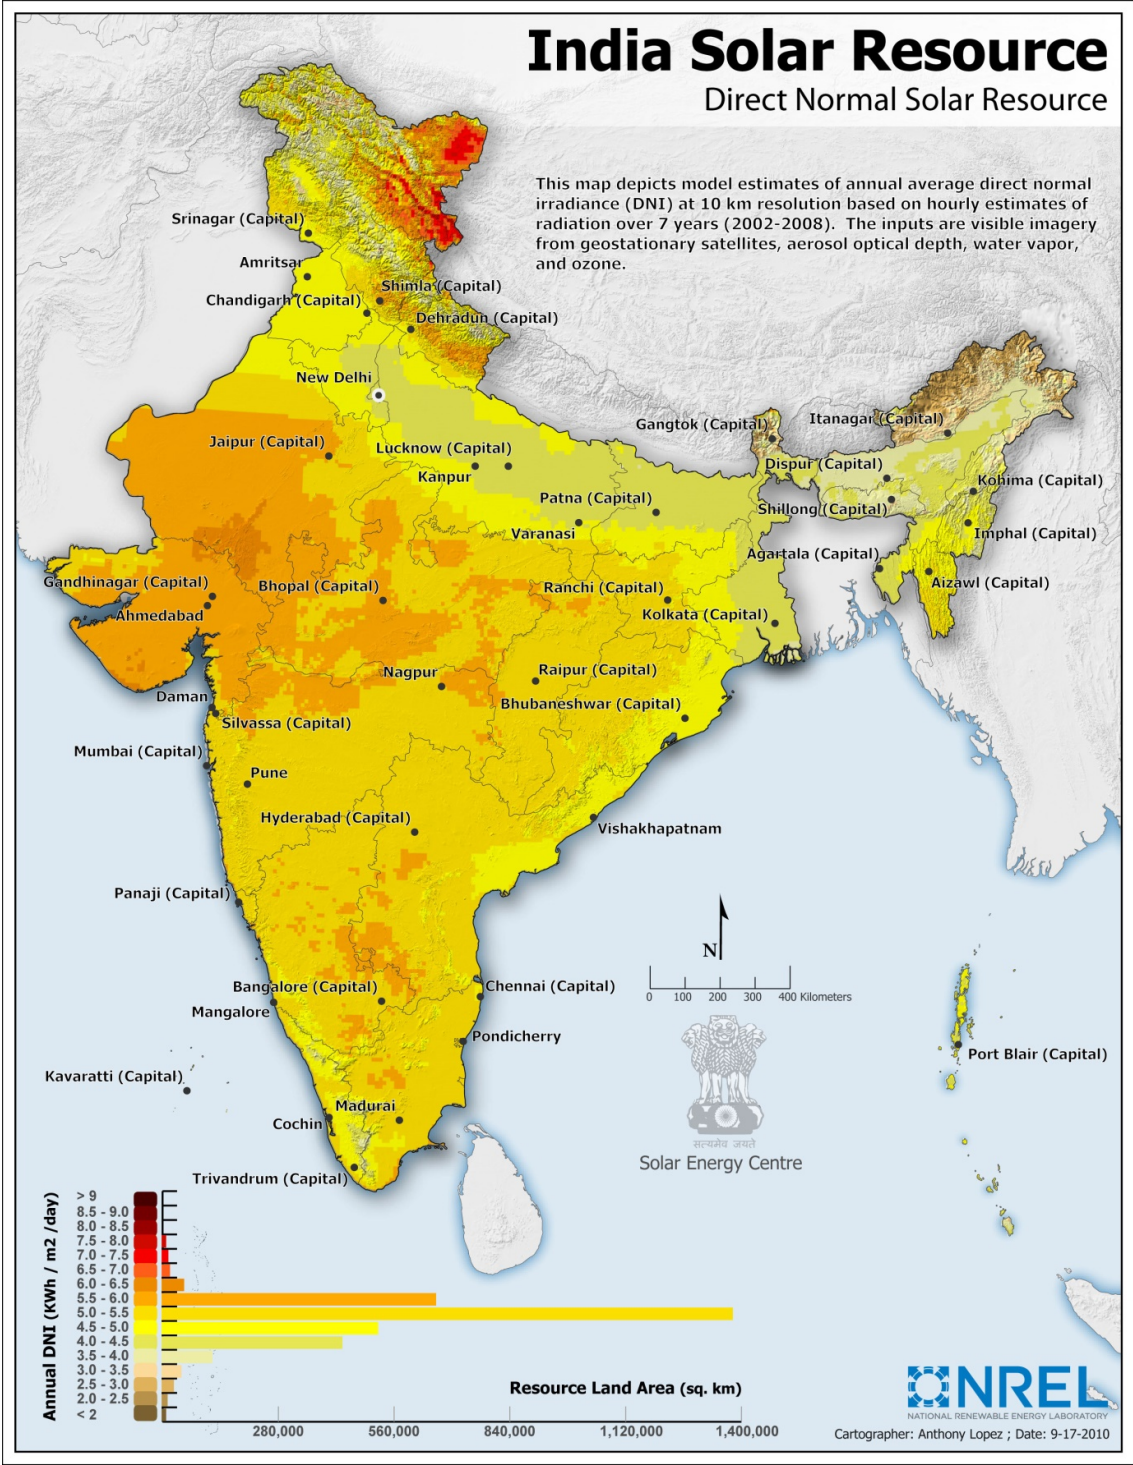 India Solar Resource
Direct Normal Solar Resource
This map depicts model estimates of annual average direct normal
irradiance (DNI) at 10 km resolution based on hourly estimates of
radiation over 7 years (2002-2008). The inputs are visible imagery
from geostationary satellites, aerosol optical depth, water vapor,
and ozone.
Srinagar (Capital)
Amritsar
Shimla (Capital)
Chandigarh (Capital)
Dehradun (Capital)
New Delhi
Gangtok (Capital)
Itanagar (Capital)
Jaipur (Capital)
Lucknow (Capital)
Kanpur
Dispur (Capital)
Kohima (Capital)
Patna (Capital)
Shillong (Capital)
Varanasi
Imphal (Capital)
Agartala (Capital)
Gandhinagar (Capital)
Bhopal (Capital)
Ranchi (Capital)
Aizawl (Capital)
Ahmedabad
Kolkata (Capital)
Nagpur
Raipur (Capital)
Daman
Bhubaneshwar (Capital)
Silvassa (Capital)
Mumbai (Capital)
Pune
Hyderabad (Capital)
Vishakhapatnam
Panaji (Capital)
N
Bangalore (Capital)
Chennai (Capital)
0 100 200 300 400 Kilometers
Mangalore
Pondicherry
Port Blair (Capital)
Kavaratti (Capital)
Madurai
Cochin
सत्यमेव जयते
Solar Energy Centre
Trivandrum (Capital)
Annual DNI (KWh / m2 /day)
> 9
8.5 - 9.0
8.0 - 8.5
7.5 - 8.0
7.0 - 7.5
6.5 - 7.0
6.0 - 6.5
5.5 - 6.0
5.0 - 5.5
4.5 - 5.0
4.0 - 4.5
3.5 - 4.0
3.0 - 3.5
2.5 - 3.0
2.0 - 2.5
< 2
Resource Land Area (sq. km)
280,000 560,000 840,000 1,120,000 1,400,000
NREL
NATIONAL RENEWABLE ENERGY LABORATORY
Cartographer: Anthony Lopez ; Date: 9-17-2010